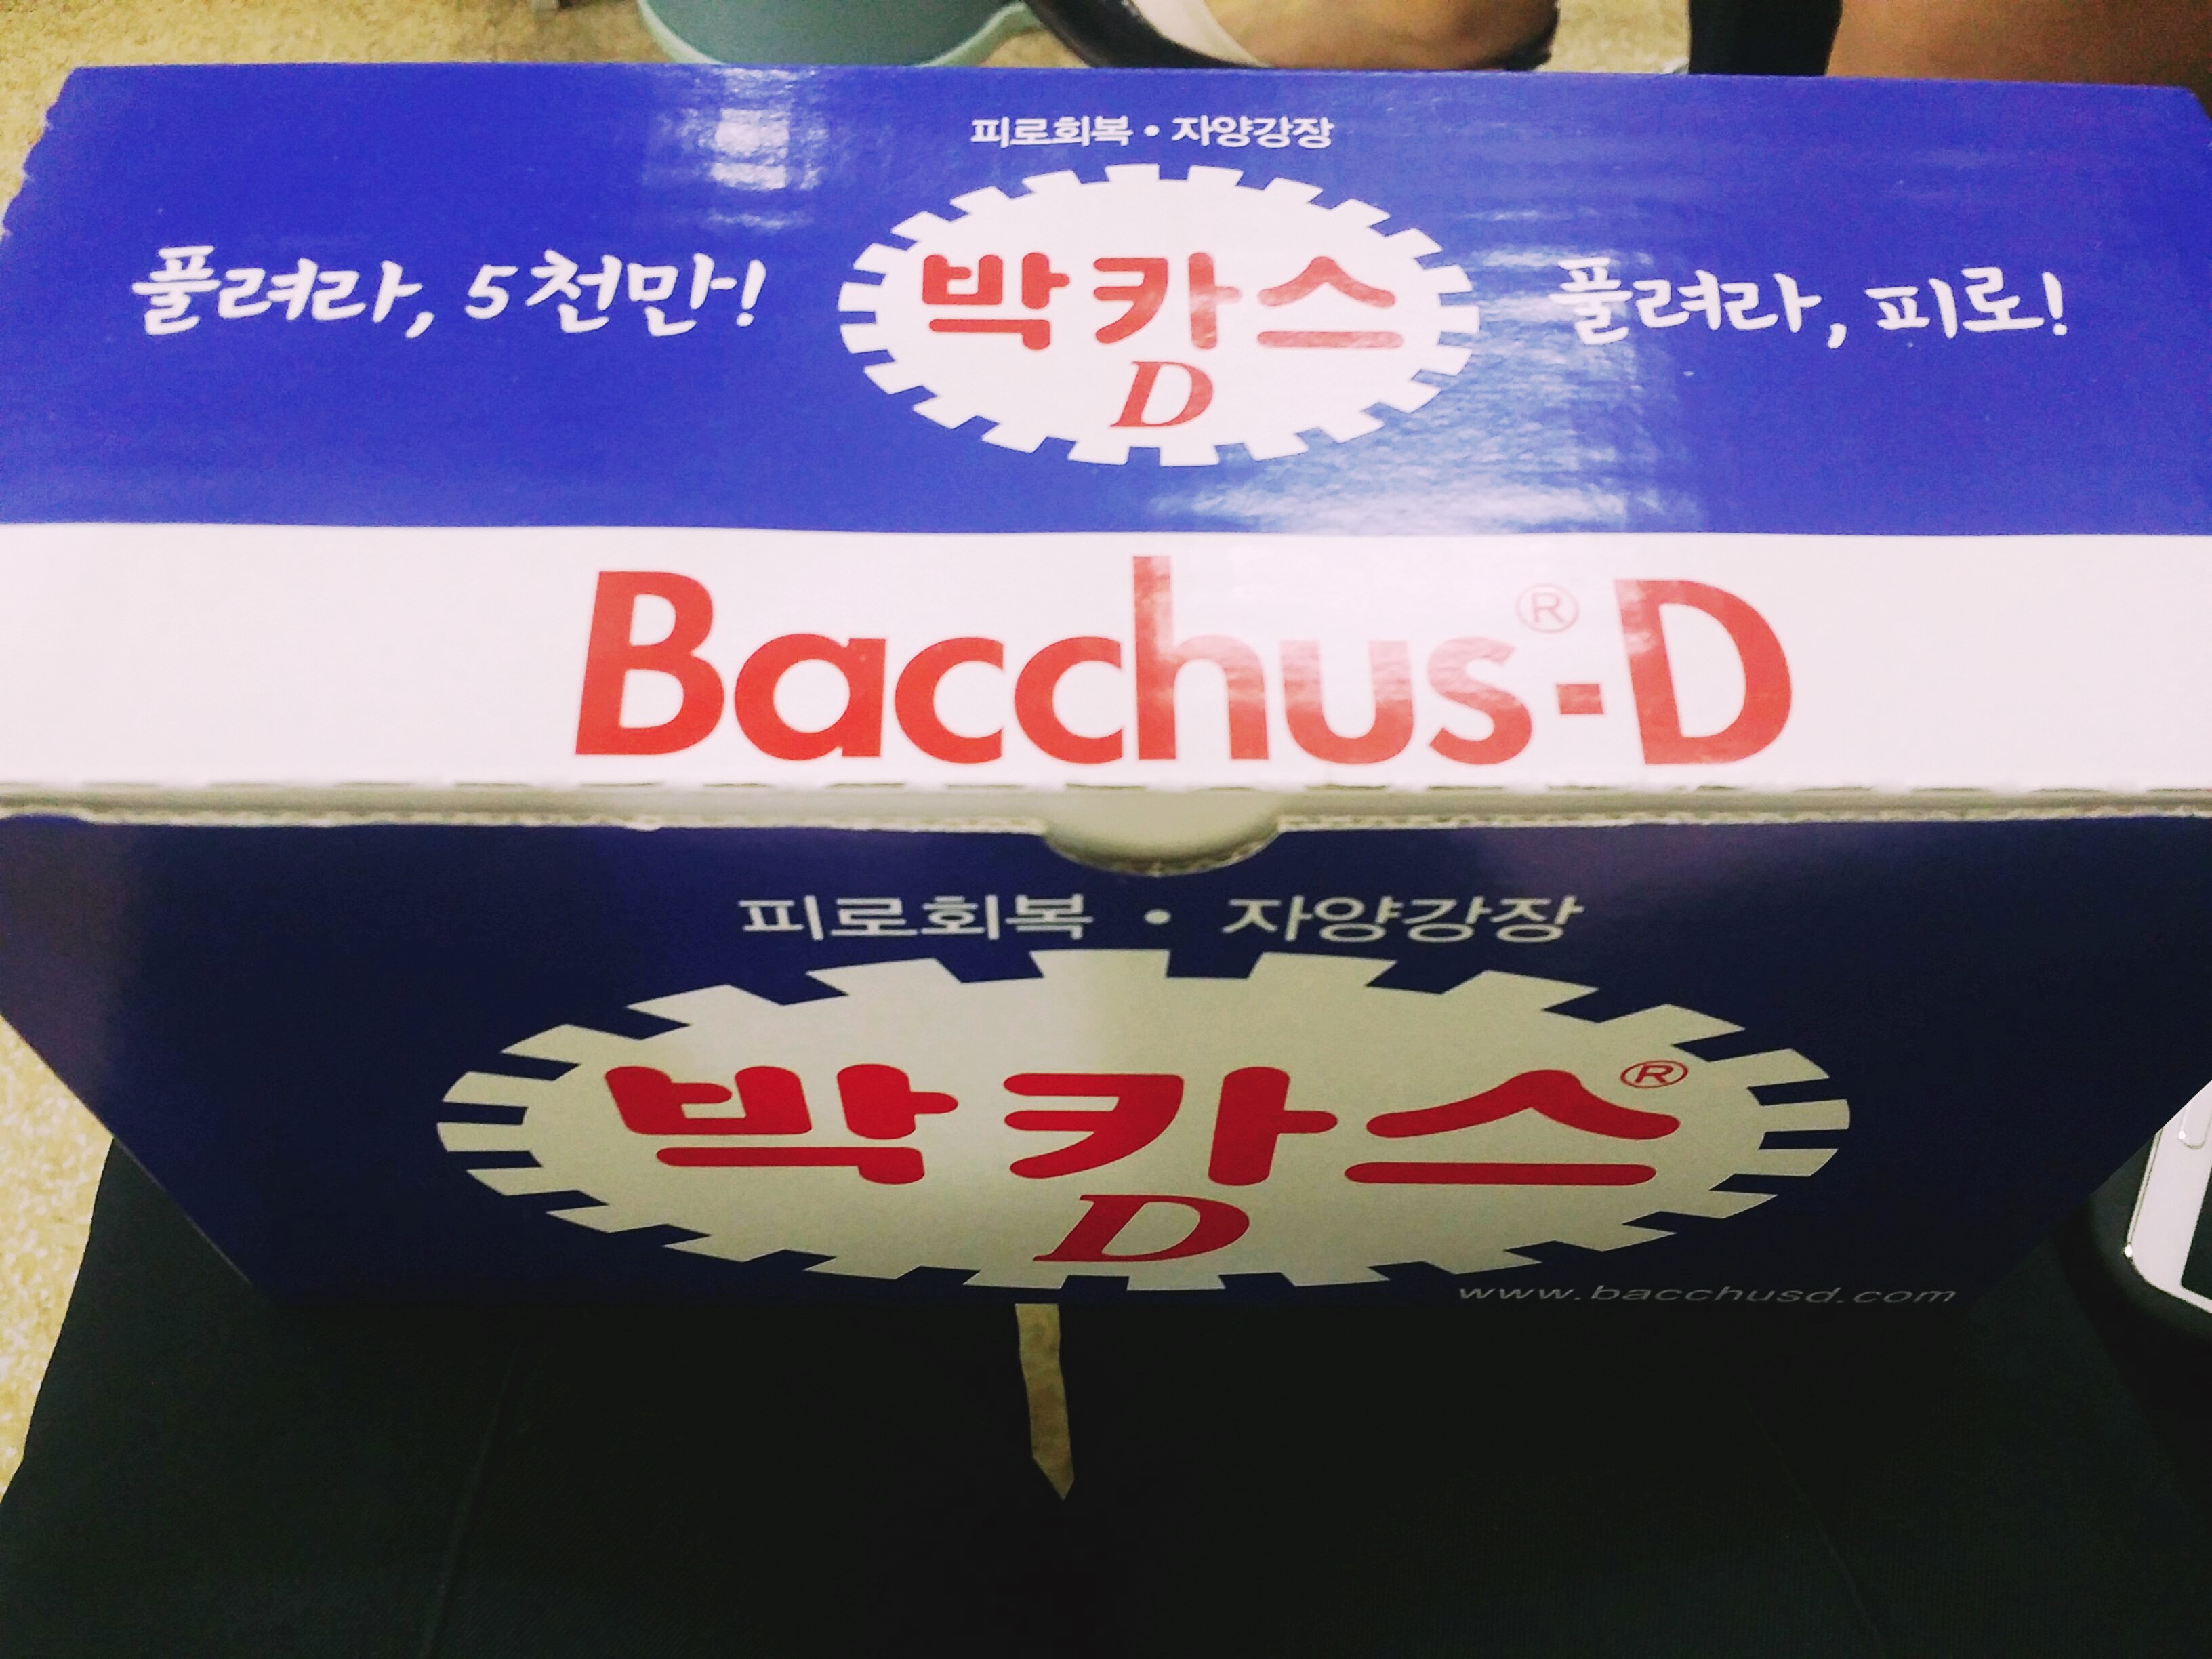 피로회복 • 자양강장
풀려라, 5천만!
박카스
D
풀려라, 피로!
Bacchus®-D
피로회복 • 자양강장
박카스®
D
www.bacchusd.com